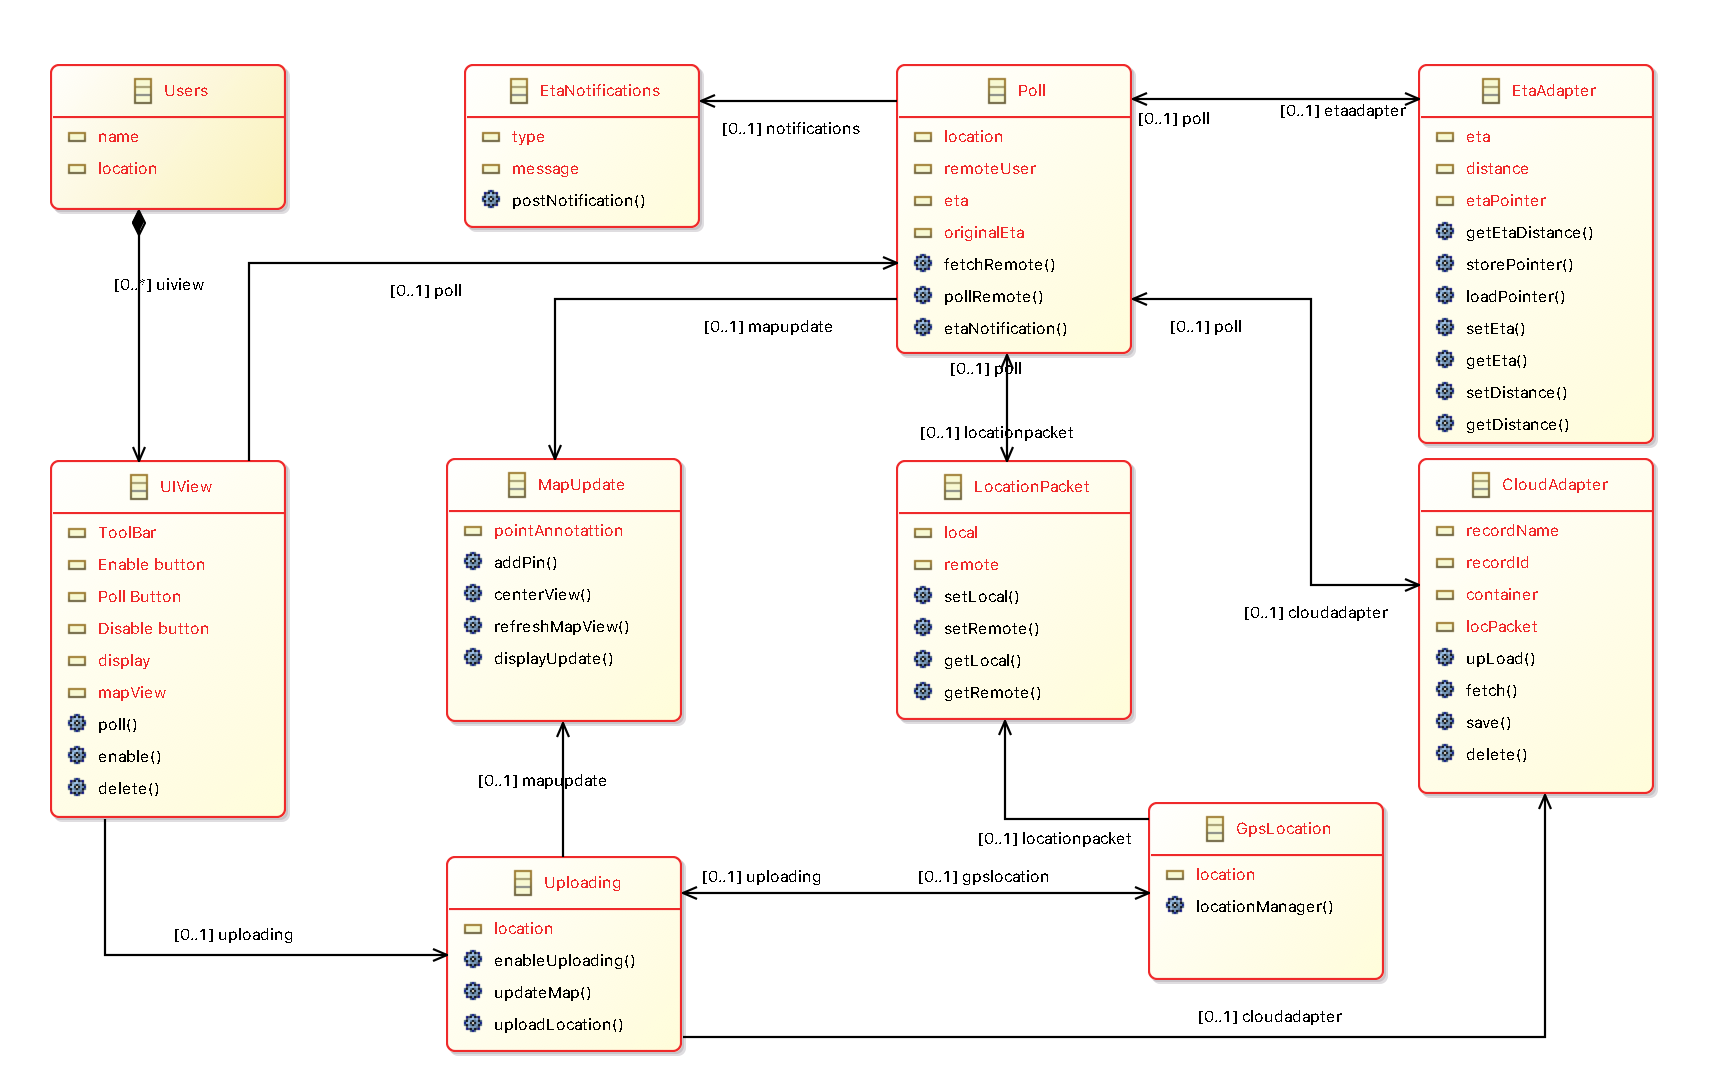 Users
name
location
[0..*] uiview
EtaNotifications
type
message
postNotification()
[0..1] notifications
Poll
location
remoteUser
eta
originalEta
fetchRemote()
pollRemote()
etaNotification()
[0..1] poll
[0..1] etaadapter
EtaAdapter
eta
distance
etaPointer
getEtaDistance()
storePointer()
loadPointer()
setEta()
getEta()
setDistance()
getDistance()
[0..1] poll
[0..1] mapupdate
[0..1] poll
[0..1] poll
[0..1] locationpacket
UIView
ToolBar
Enable button
Poll Button
Disable button
display
mapView
poll()
enable()
delete()
MapUpdate
pointAnnotattion
addPin()
centerView()
refreshMapView()
displayUpdate()
LocationPacket
local
remote
setLocal()
setRemote()
getLocal()
getRemote()
[0..1] cloudadapter
CloudAdapter
recordName
recordId
container
locPacket
upLoad()
fetch()
save()
delete()
[0..1] mapupdate
[0..1] locationpacket
GpsLocation
location
locationManager()
[0..1] uploading
[0..1] gpslocation
[0..1] uploading
Uploading
location
enableUploading()
updateMap()
uploadLocation()
[0..1] cloudadapter